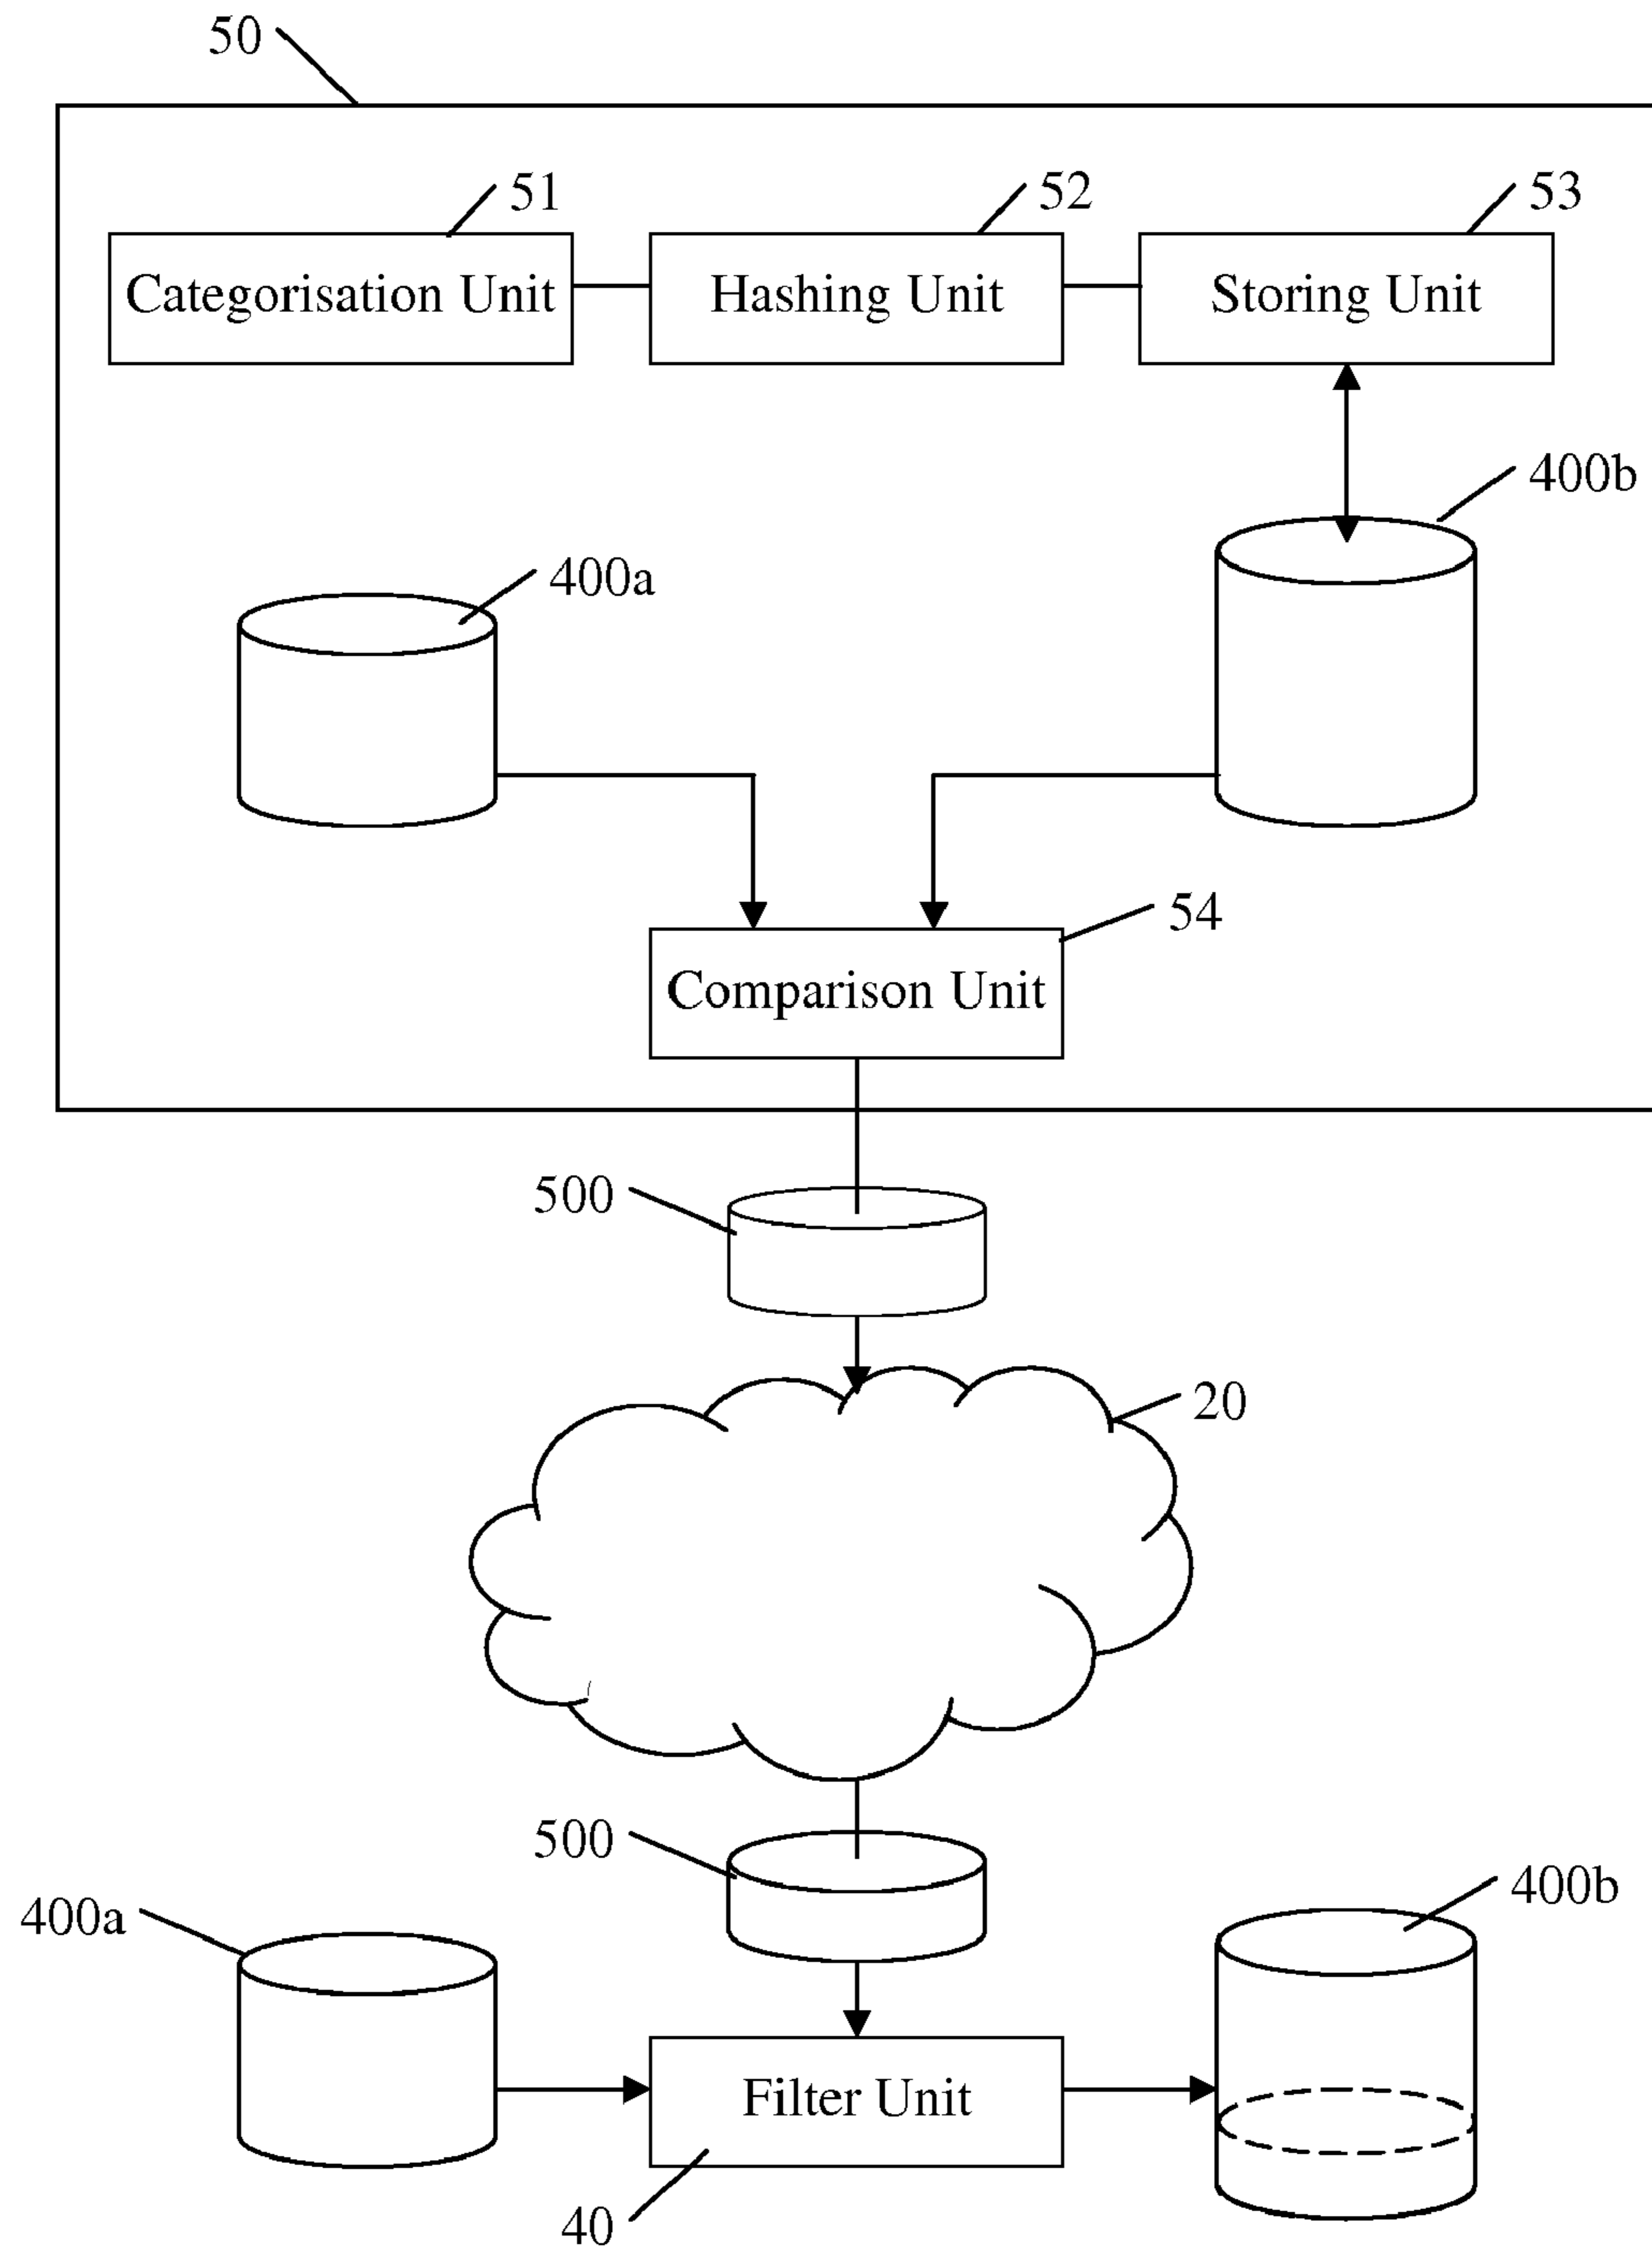 50
51
52
53
Categorisation Unit
Hashing Unit
Storing Unit
400b
400a
54
Comparison Unit
500
20
500
400b
400a
Filter Unit
40